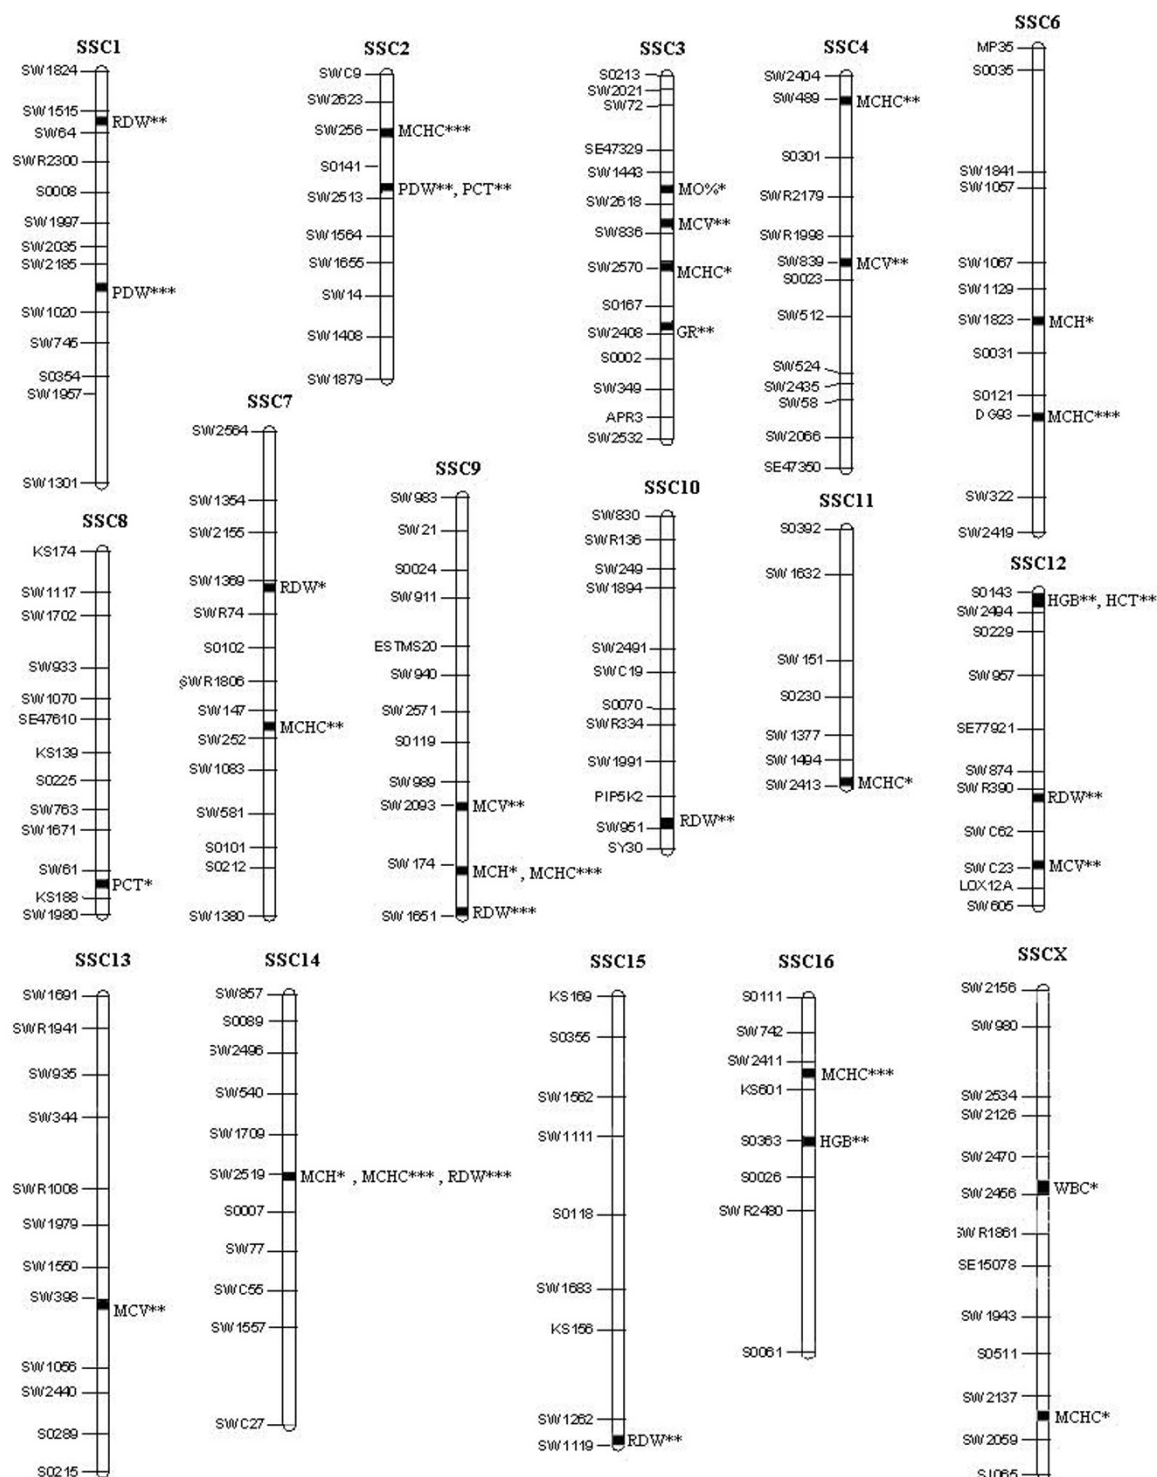 SSC1
SW1824
SW1515
RDW**
SW64
SWR2300
S0008
SW1997
SW2035
SW2185
PDW***
SW1020
SW745
S0354
SW1957
SW1301
SSC2
SWC9
SW2623
SW256
MCHC***
S0141
PDW**, PCT**
SW2513
SW1564
SW1655
SW14
SW1408
SW1879
SSC3
S0213
SW2021
SW72
SE47329
SW1443
MO%*
SW2618
MCV**
SW836
SW2570
MCHC*
S0167
GR**
SW2408
S0002
SW349
APR3
SW2532
SSC4
SW2404
SW489
MCHC**
S0301
SWR2179
SWR1998
SW839
MCV**
S0023
SW512
SW524
SW2435
SW58
SW2066
SE47350
SSC6
MP35
S0035
SW1841
SW1057
SW1067
SW1129
SW1823
MCH*
S0031
S0121
DG93
MCHC***
SW322
SW2419
SSC7
SW2564
SW1354
SW2155
SW1369
RDW*
SWR74
S0102
SWR1806
SW147
MCHC**
SW252
SW1083
SW581
S0101
S0212
SW1380
SSC8
KS174
SW1117
SW1702
SW933
SW1070
SE47610
KS139
S0225
SW763
SW1671
SW61
PCT*
KS188
SW1980
SSC9
SW983
SW21
S0024
SW911
ESTMS20
SW940
SW2571
S0119
SW989
SW2093
MCV**
SW174
MCH* , MCHC***
SW1651
RDW***
SSC10
SW830
SWR136
SW249
SW1894
SW2491
SWC19
S0070
SWR334
SW1991
PIP5K2
RDW**
SW951
SY30
SSC11
S0392
SW1632
SW151
S0230
SW1377
SW1494
SW2413
MCHC*
SSC12
S0143
HGB**, HCT**
SW2494
S0229
SW957
SE77921
SW874
SWR390
RDW**
SWC62
SWC23
MCV**
LOX12A
SW605
SSC13
SW1691
SWR1941
SW935
SW344
SWR1008
SW1979
SW1550
SW398
MCV**
SW1056
SW2440
S0289
S0215
SSC14
SW857
S0089
SW2496
SW540
SW1709
SW2519
MCH* , MCHC*** , RDW***
S0007
SW77
SWC55
SW1557
SWC27
SSC15
KS169
S0355
SW1562
SW1111
S0118
SW1683
KS156
SW1262
RDW**
SW1119
SSC16
S0111
SW742
SW2411
MCHC***
KS601
S0363
HGB**
S0026
SWR2480
S0061
SSCX
SW2156
SW980
SW2534
SW2126
SW2470
WBC*
SW2456
SWR1861
SE15078
SW1943
S0511
SW2137
MCHC*
SW2059